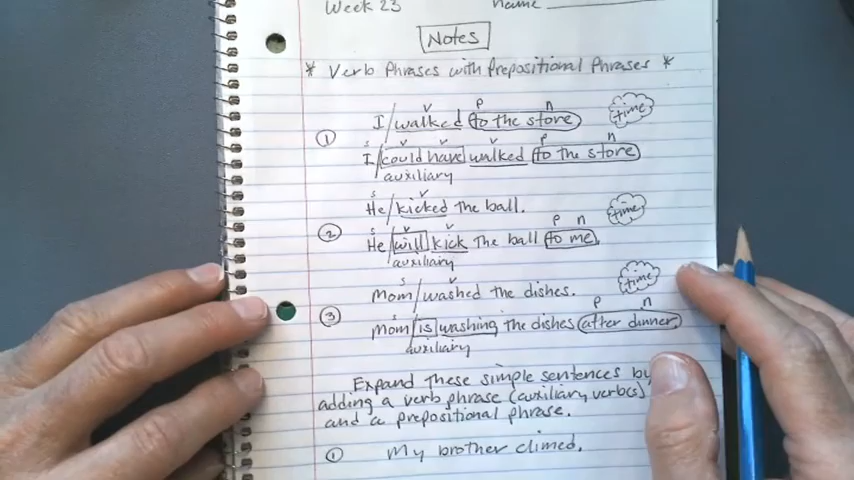 Week 23 Name
Notes
* Verb Phrases with Prepositional Phrases *
v p n
I/walked to the store time
①
s v v v p n
I/could have walked to the store
auxiliary
s v
He/kicked the ball. time
②
s v v p n
He/will kick the ball to me.
auxiliary
s v
Mom/washed the dishes. time
③
s p n
Mom/is washing the dishes after dinner
auxiliary
Expand these simple sentences by
adding a verb phrase (auxiliary verb(s)
and a prepositional phrase.
① My brother climed.